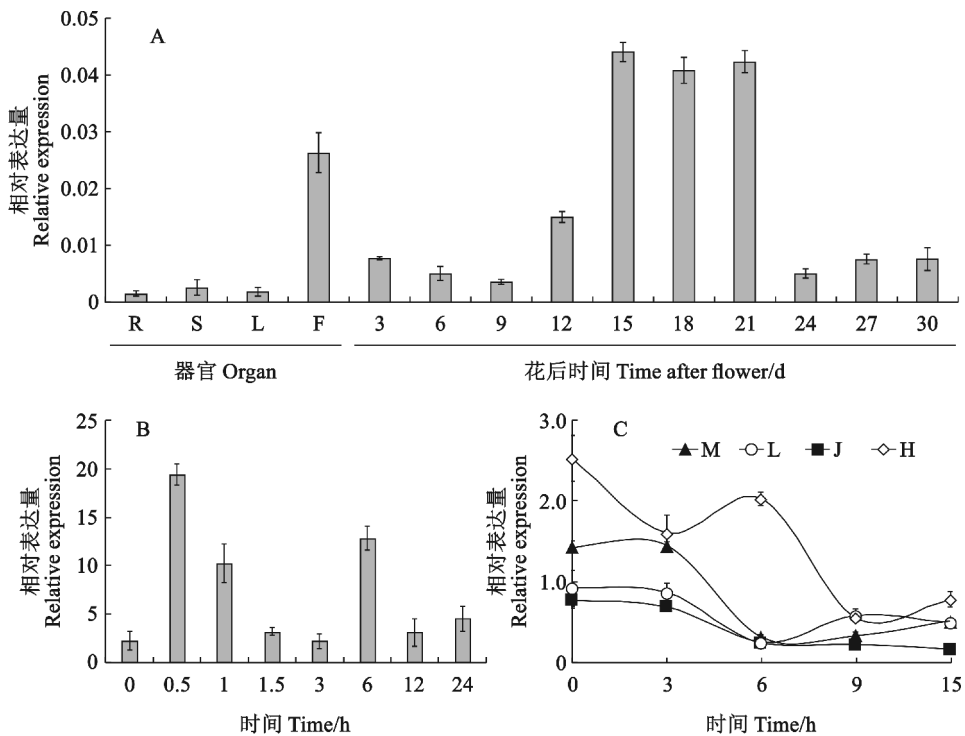 A
相对表达量
Relative expression
0.05
0.04
0.03
0.02
0.01
0
R S L F 3 6 9 12 15 18 21 24 27 30
器官 Organ 花后时间 Time after flower/d
B
相对表达量
Relative expression
25
20
15
10
5
0
0 0.5 1 1.5 3 6 12 24
时间 Time/h
C
M L J H
相对表达量
Relative expression
3.0
2.0
1.0
0
0 3 6 9 15
时间 Time/h